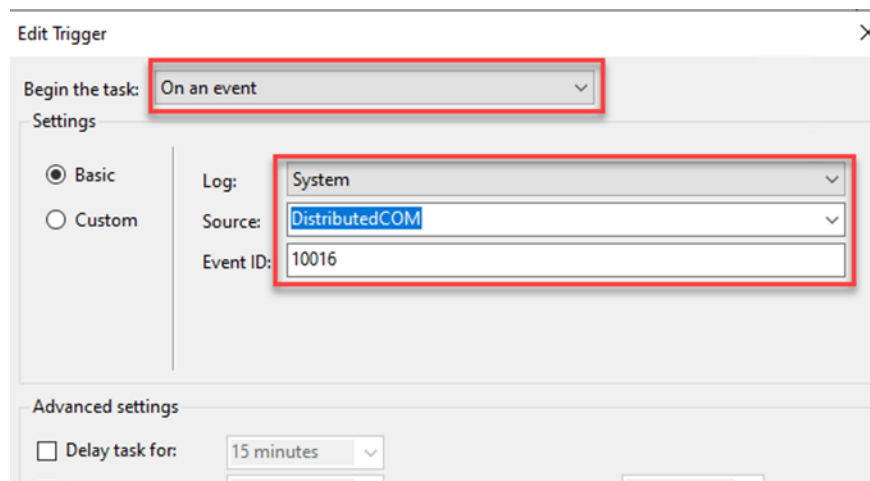 Edit Trigger
Begin the task: On an event
Settings
Basic
Custom
Log: System
Source: DistributedCOM
Event ID: 10016
Advanced settings
Delay task for: 15 minutes